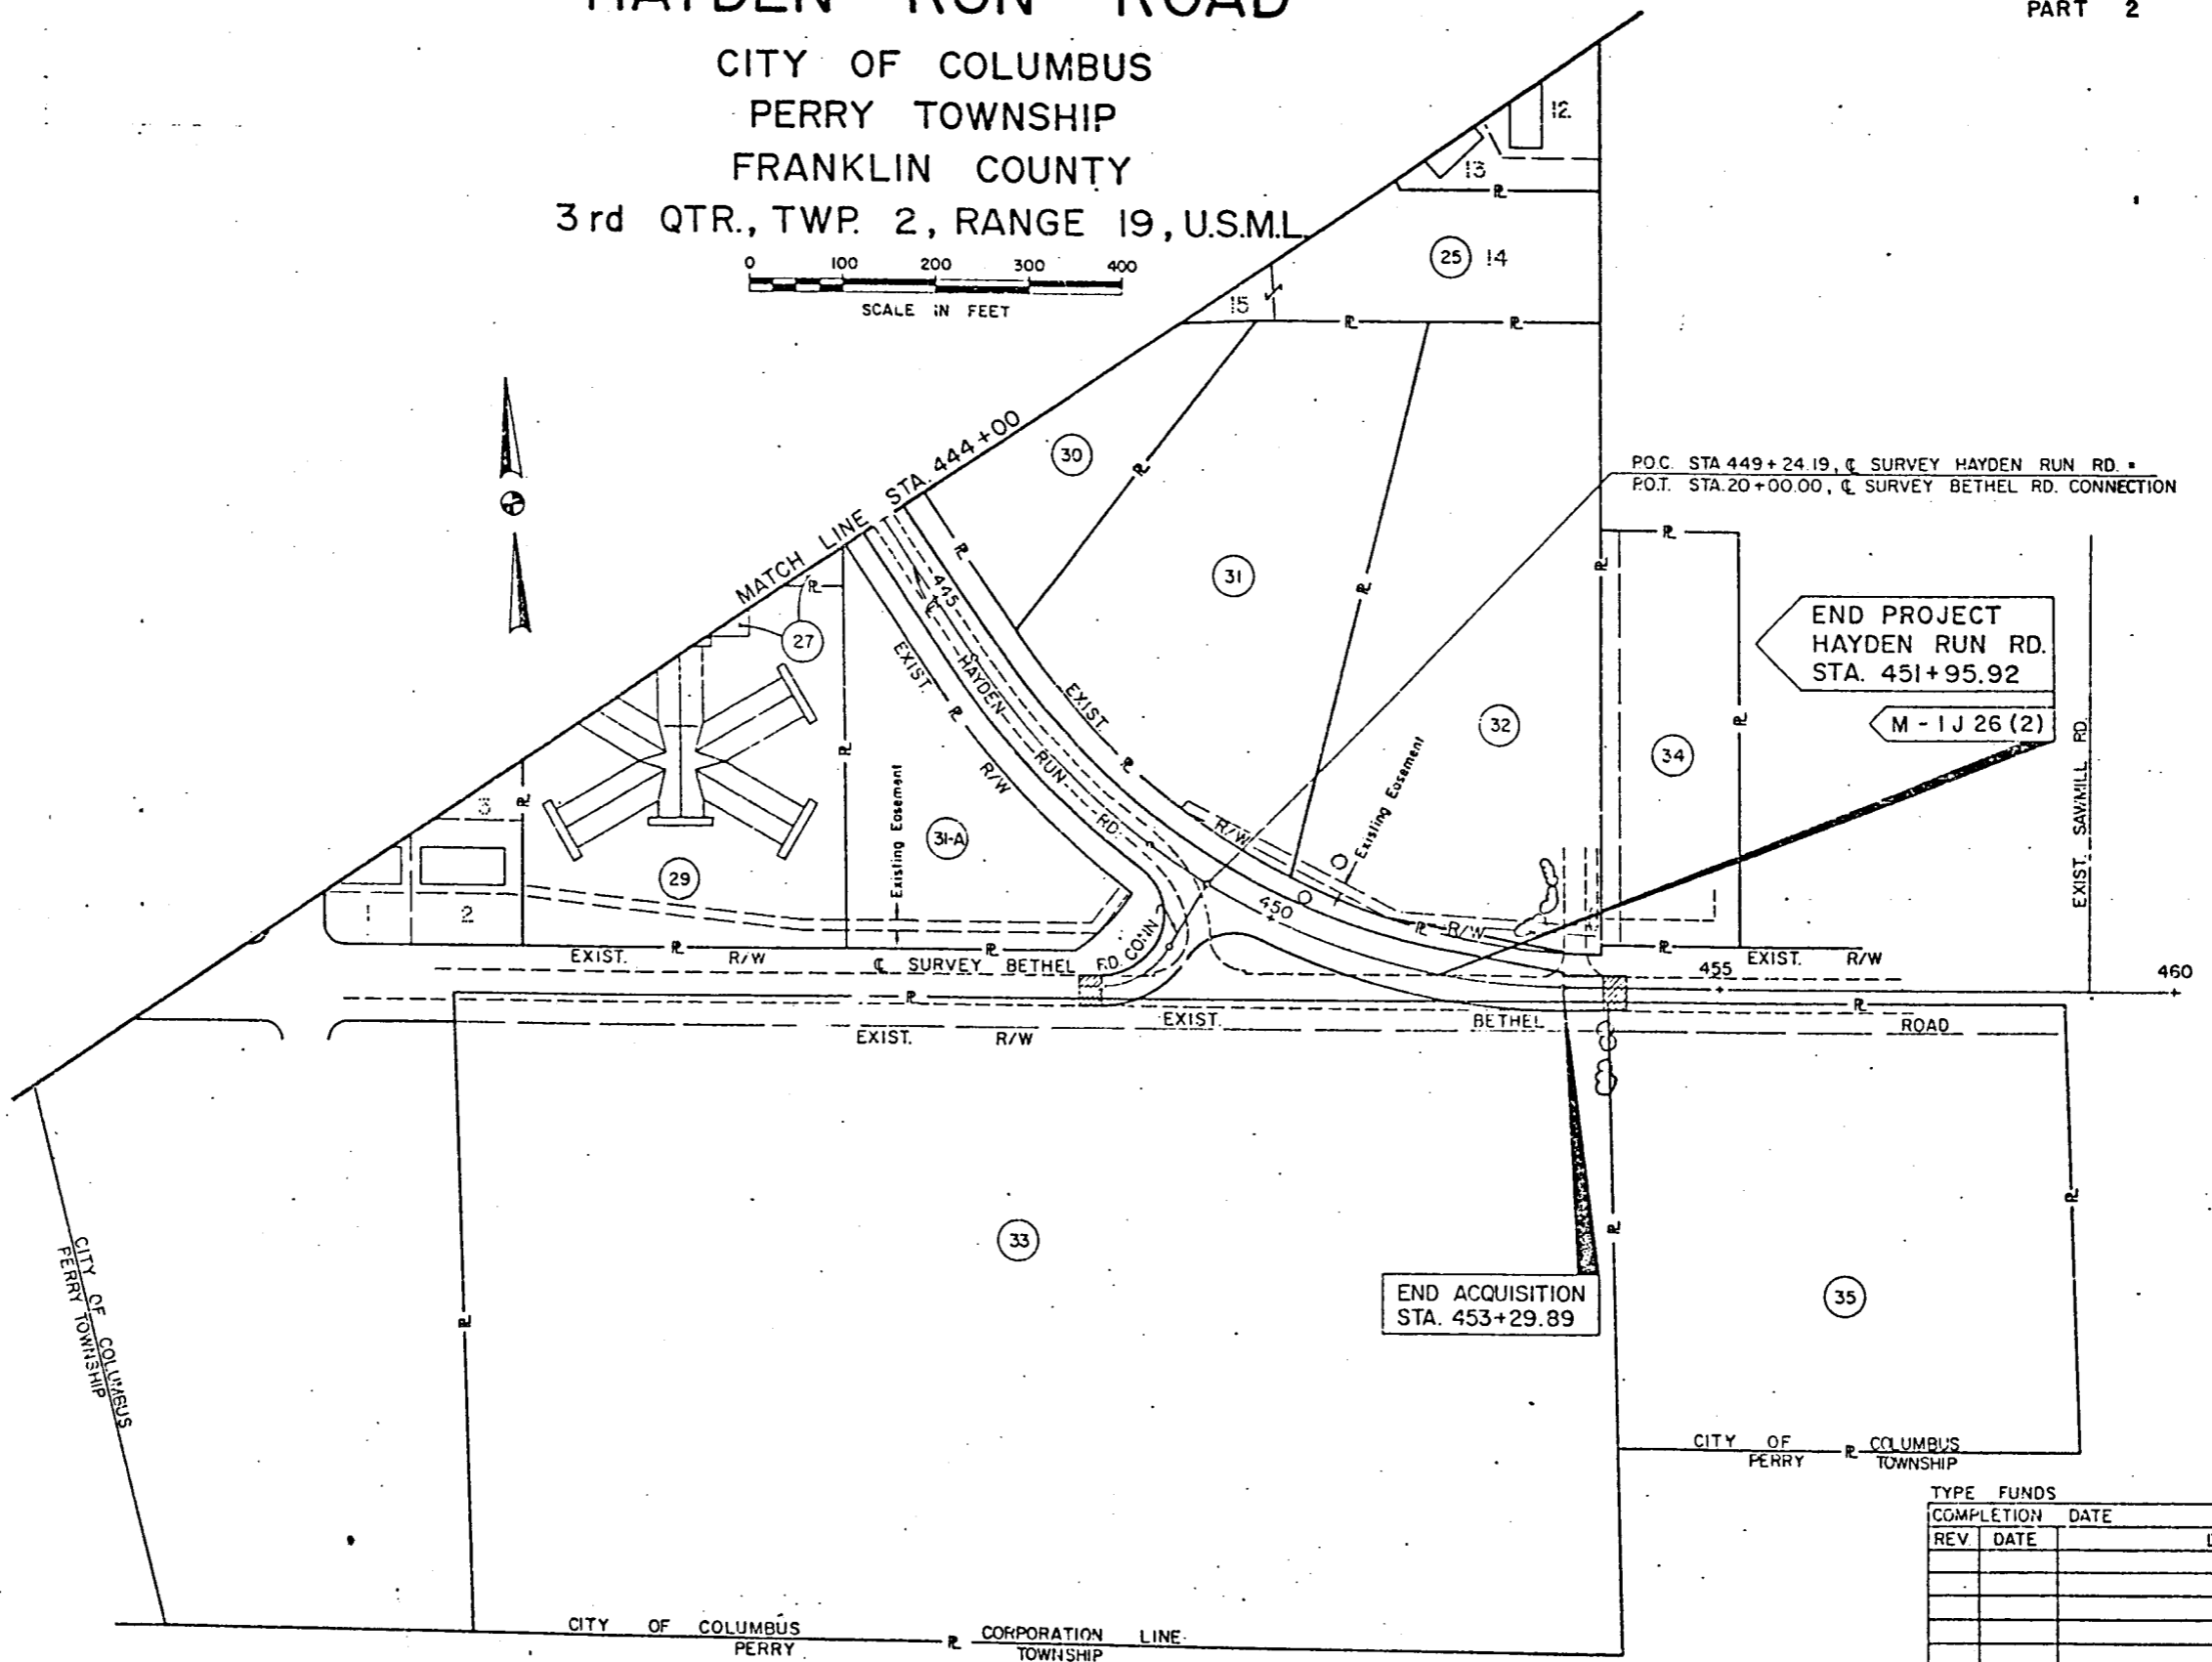 HAYDEN RUN ROAD
PART 2
CITY OF COLUMBUS
PERRY TOWNSHIP
FRANKLIN COUNTY
3rd QTR., TWP. 2, RANGE 19, U.S.M.L.
0 100 200 300 400
SCALE IN FEET
12
13
25 14
15
MATCH LINE STA. 444+00
30
31
32
34
27
P.O.C. STA 449+24.19, ℄ SURVEY HAYDEN RUN RD. =
P.O.T. STA.20+00.00, ℄ SURVEY BETHEL RD. CONNECTION
END PROJECT
HAYDEN RUN RD.
STA. 451+95.92
M-1J26(2)
EXIST. SAWMILL RD.
445
℄ HAYDEN RUN RD.
EXIST. ℞ R/W
EXIST. ℞ R/W
Existing Easement
Existing Easement
31-A
29
3
1
2
450
℞ R/W
EXIST. ℞ R/W
℄ SURVEY BETHEL RD. CONN.
℞
EXIST. R/W
455
460
EXIST. R/W
EXIST. BETHEL ROAD
33
35
END ACQUISITION
STA. 453+29.89
CITY OF COLUMBUS
PERRY TOWNSHIP
CITY OF ℞ COLUMBUS
PERRY TOWNSHIP
CITY OF COLUMBUS ℞ CORPORATION LINE
PERRY TOWNSHIP
TYPE FUNDS
COMPLETION DATE
REV. DATE